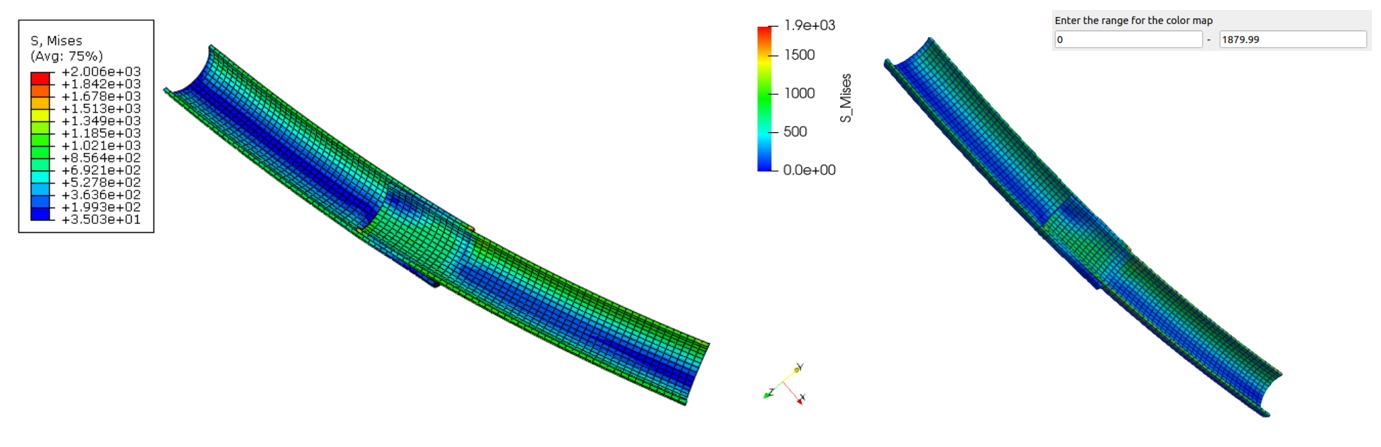 S, Mises
(Avg: 75%)
+2.006e+03
+1.842e+03
+1.678e+03
+1.513e+03
+1.349e+03
+1.185e+03
+1.021e+03
+8.564e+02
+6.921e+02
+5.278e+02
+3.636e+02
+1.993e+02
+3.503e+01
1.9e+03
1500
1000
500
0.0e+00
S_Mises
Y
Z
X
Enter the range for the color map
0 - 1879.99